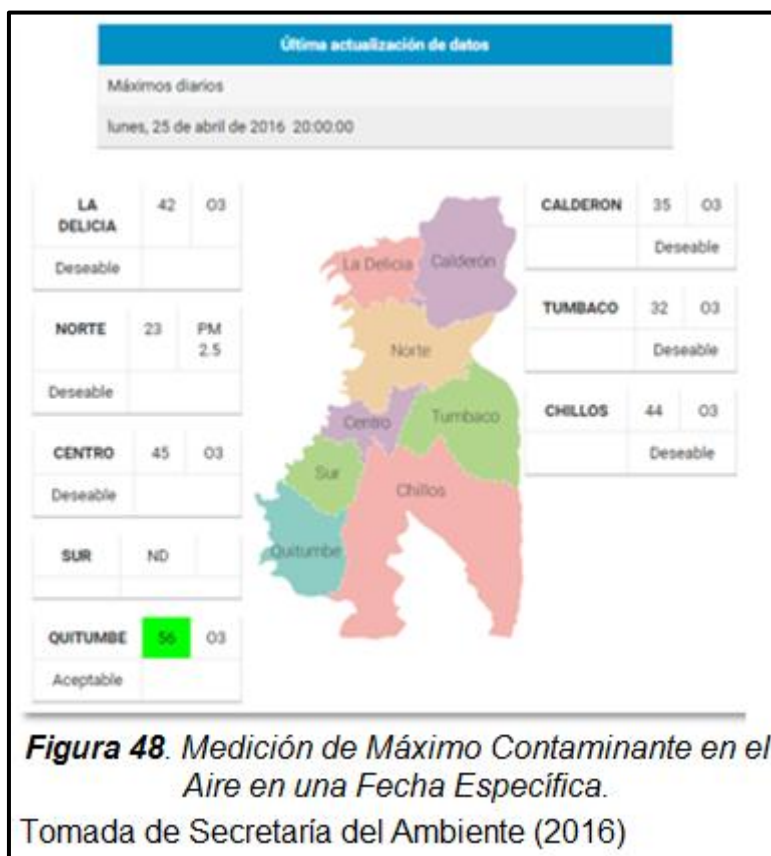 Última actualización de datos
Máximos diarios
lunes, 25 de abril de 2016 20:00:00
LA DELICIA 42 O3
Deseable
NORTE 23 PM 2.5
Deseable
CENTRO 45 O3
Deseable
SUR ND
QUITUMBE 56 O3
Aceptable
La Delicia
Calderón
Norte
Centro
Tumbaco
Sur
Chillos
Quitumbe
CALDERON 35 O3
Deseable
TUMBACO 32 O3
Deseable
CHILLOS 44 O3
Deseable
Figura 48. Medición de Máximo Contaminante en el
Aire en una Fecha Específica.
Tomada de Secretaría del Ambiente (2016)